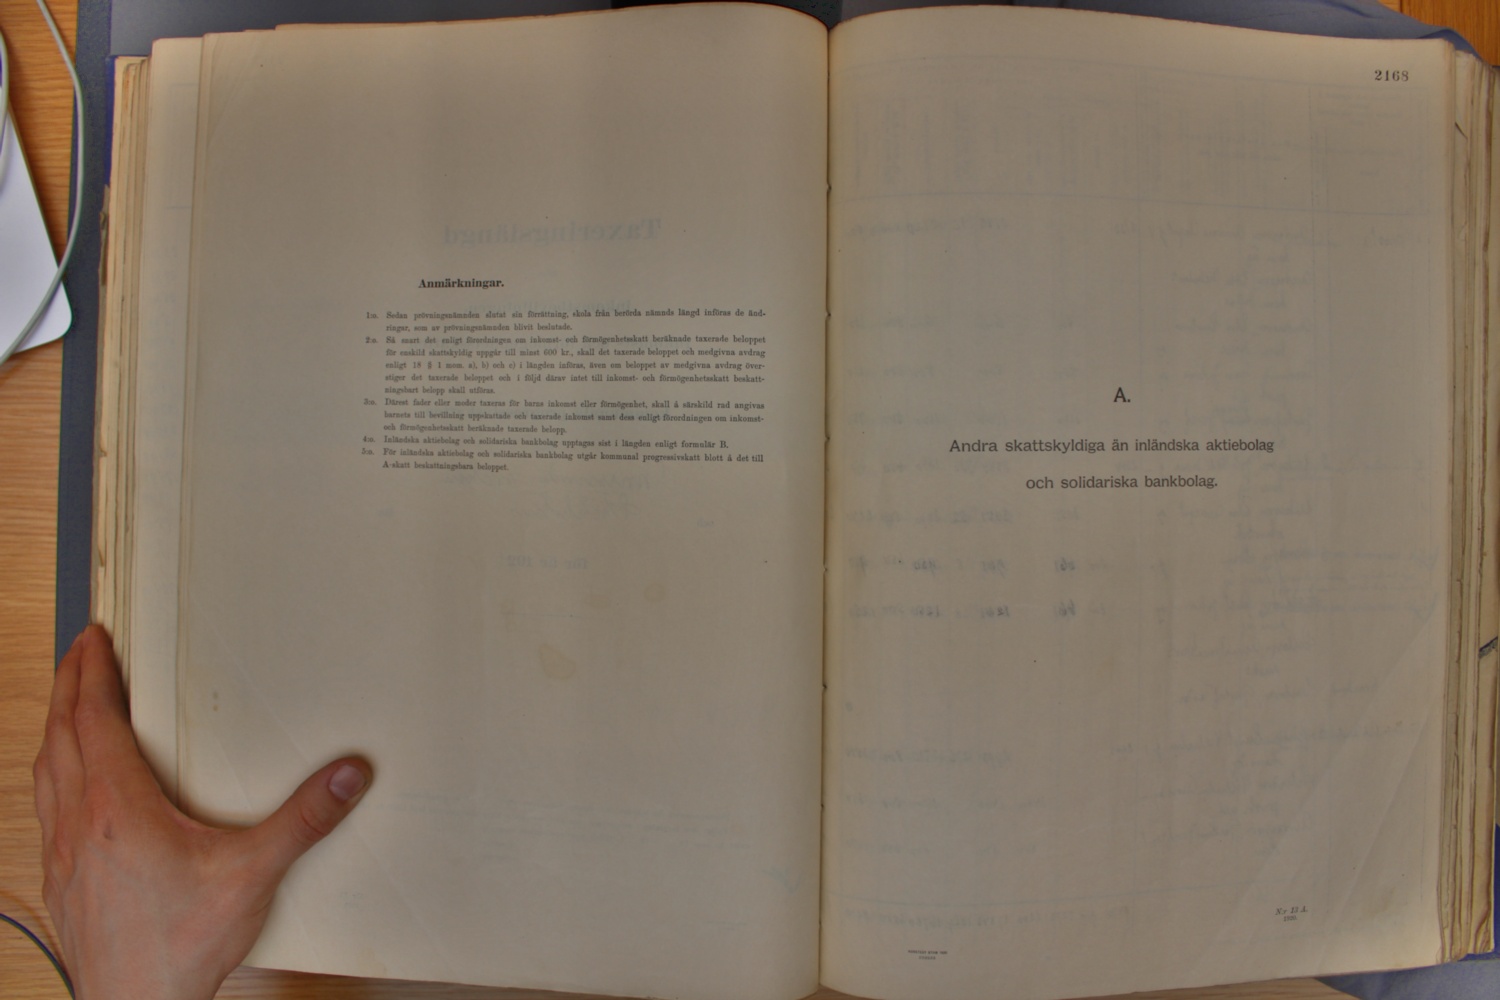 Anmärkningar.
1:o. Sedan prövningsnämnden slutat sin förrättning, skola från berörda nämnds längd införas de änd-
ringar, som av prövningsnämnden blivit beslutade.
2:o. Så snart det enligt förordningen om inkomst- och förmögenhetsskatt beräknade taxerade beloppet
för enskild skattskyldig uppgår till minst 600 kr., skall det taxerade beloppet och medgivna avdrag
enligt 18 § 1 mom. a), b) och c) i längden införas, även om beloppet av medgivna avdrag över-
stiger det taxerade beloppet och i följd därav intet till inkomst- och förmögenhetsskatt beskatt-
ningsbart belopp skall utföras.
3:o. Därest fader eller moder taxeras för barns inkomst eller förmögenhet, skall å särskild rad angivas
barnets till bevillning uppskattade och taxerade inkomst samt dess enligt förordningen om inkomst-
och förmögenhetsskatt beräknade taxerade belopp.
4:o. Inländska aktiebolag och solidariska bankbolag upptagas sist i längden enligt formulär B.
5:o. För inländska aktiebolag och solidariska bankbolag utgår kommunal progressivskatt blott å det till
A-skatt beskattningsbara beloppet.
2168
A.
Andra skattskyldiga än inländska aktiebolag
och solidariska bankbolag.
N:r 13 A.